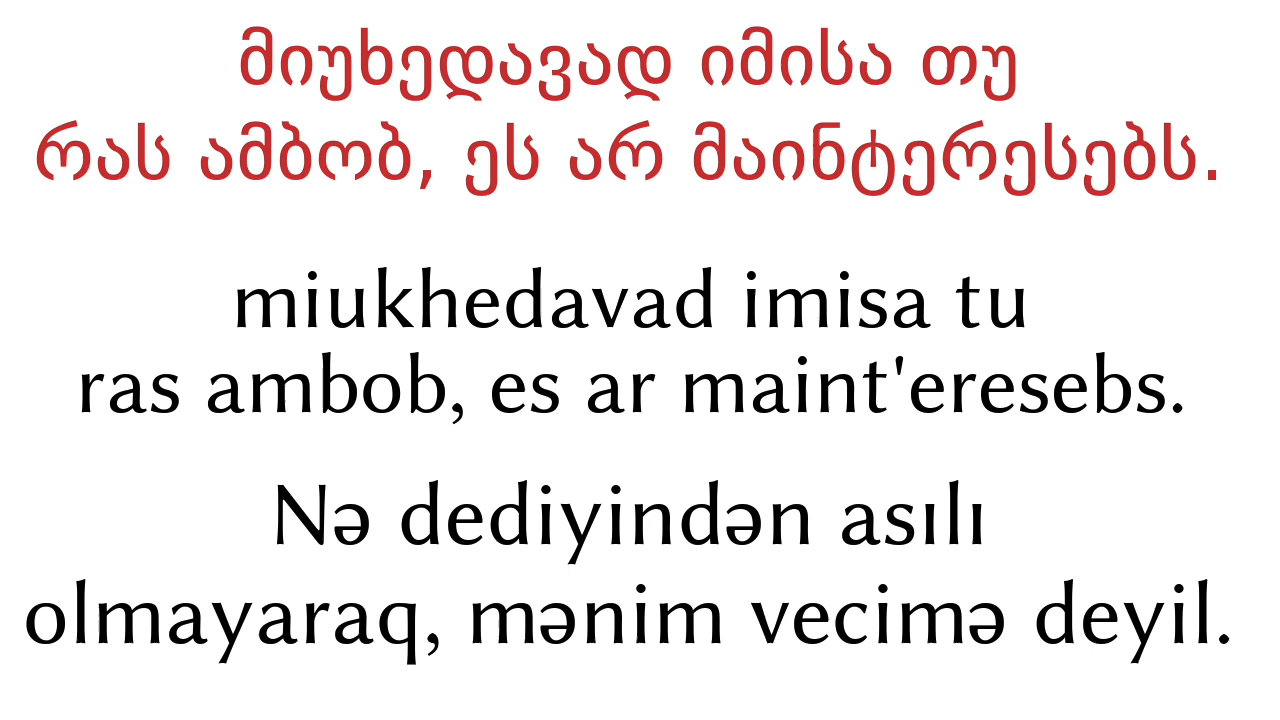 მიუხედავად იმისა თუ
რას ამბობ, ეს არ მაინტერესებს.
miukhedavad imisa tu
ras ambob, es ar maint'eresebs.
Nə dediyindən asılı
olmayaraq, mənim vecimə deyil.